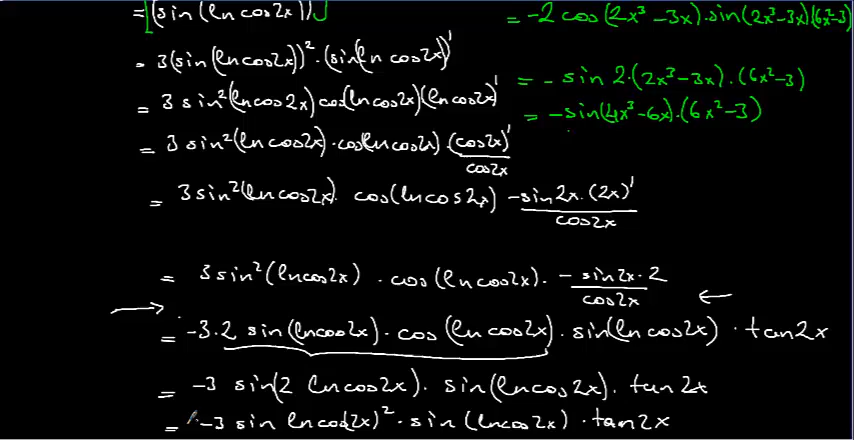 = [(sin(ln cos2x))]
= 3(sin(ln cos2x))² · (sin(ln cos2x))'
= 3 sin²(ln cos 2x) cos(ln cos2x)(ln cos2x)'
= 3 sin²(ln cos2x) · cos(ln cos2x) · (cos2x)' / cos2x
= 3 sin²(ln cos2x) · cos(ln cos2x) -sin2x · (2x)' / cos2x
= 3 sin²(ln cos2x) · cos(ln cos2x) · - sin2x · 2 / cos2x
= -3·2 sin(ln cos2x) · cos(ln cos2x) · sin(ln cos2x) · tan2x
= -3 sin(2 ln cos2x) · sin(ln cos2x) · tan 2x
= -3 sin ln cos(2x)² · sin(ln cos2x) · tan2x
= -2 cos(2x³-3x) · sin(2x³-3x)(6x²-3)
= - sin 2·(2x³-3x) · (6x²-3)
= - sin(4x³-6x) · (6x²-3)